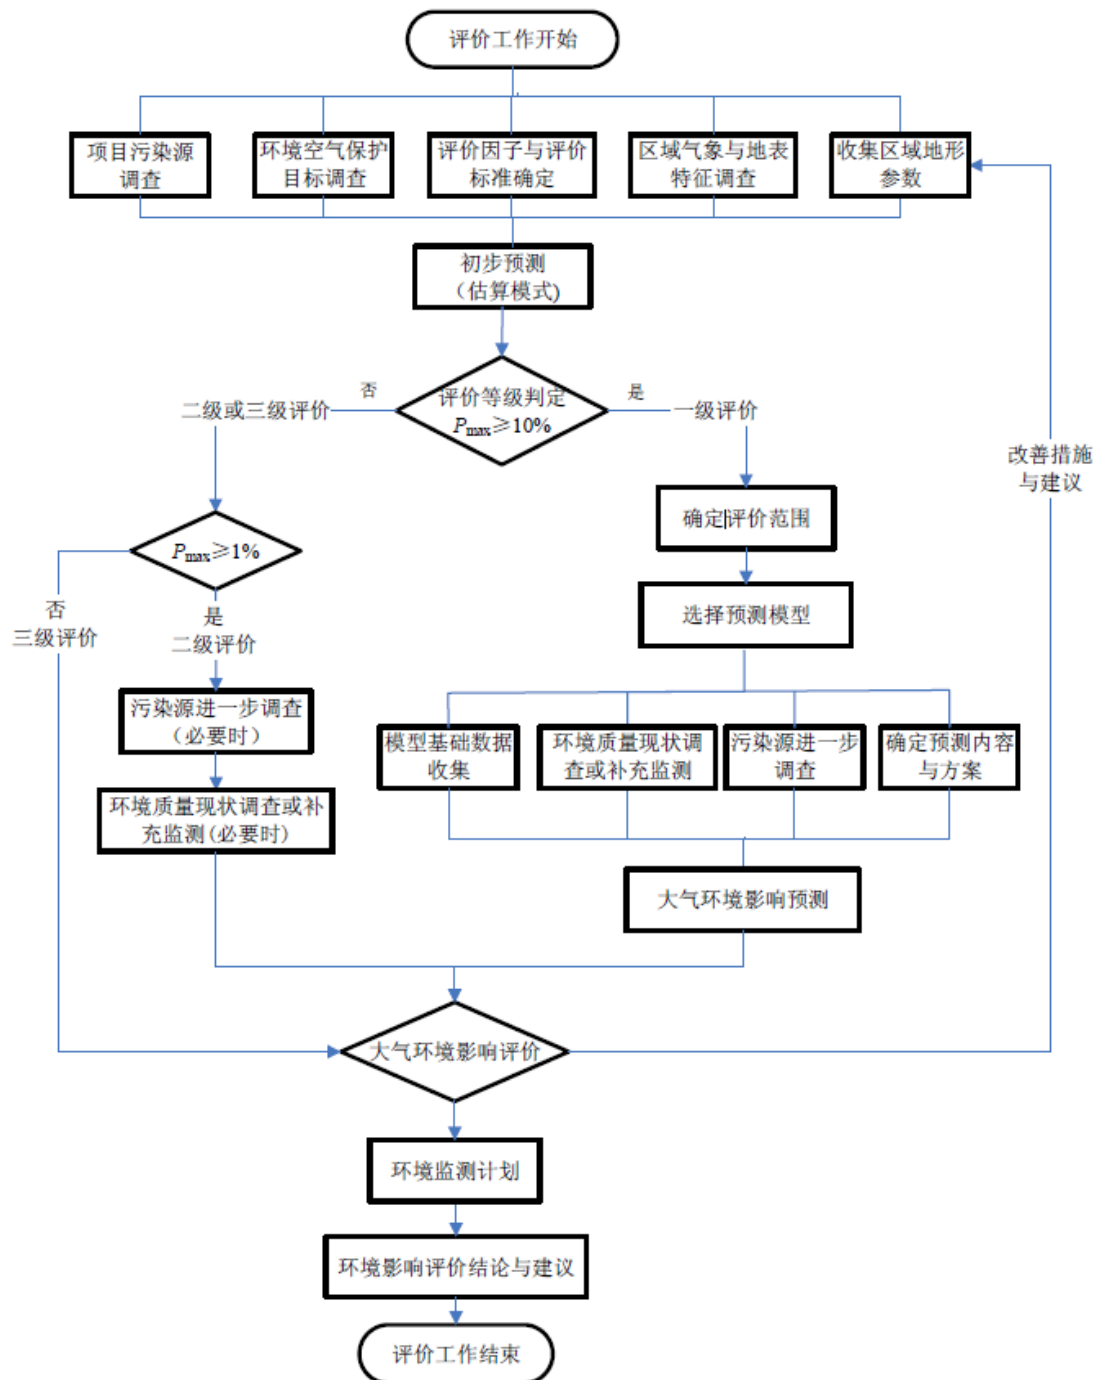 评价工作开始
项目污染源
调查
环境空气保护
目标调查
评价因子与评价
标准确定
区域气象与地表
特征调查
收集区域地形
参数
初步预测
（估算模式)
评价等级判定
Pmax≥10%
否
是
二级或三级评价
一级评价
改善措施
与建议
确定评价范围
Pmax≥1%
否
三级评价
是
二级评价
选择预测模型
污染源进一步调查
（必要时）
环境质量现状调查或补
充监测(必要时)
模型基础数据
收集
环境质量现状调
查或补充监测
污染源进一步
调查
确定预测内容
与方案
大气环境影响预测
大气环境影响评价
环境监测计划
环境影响评价结论与建议
评价工作结束